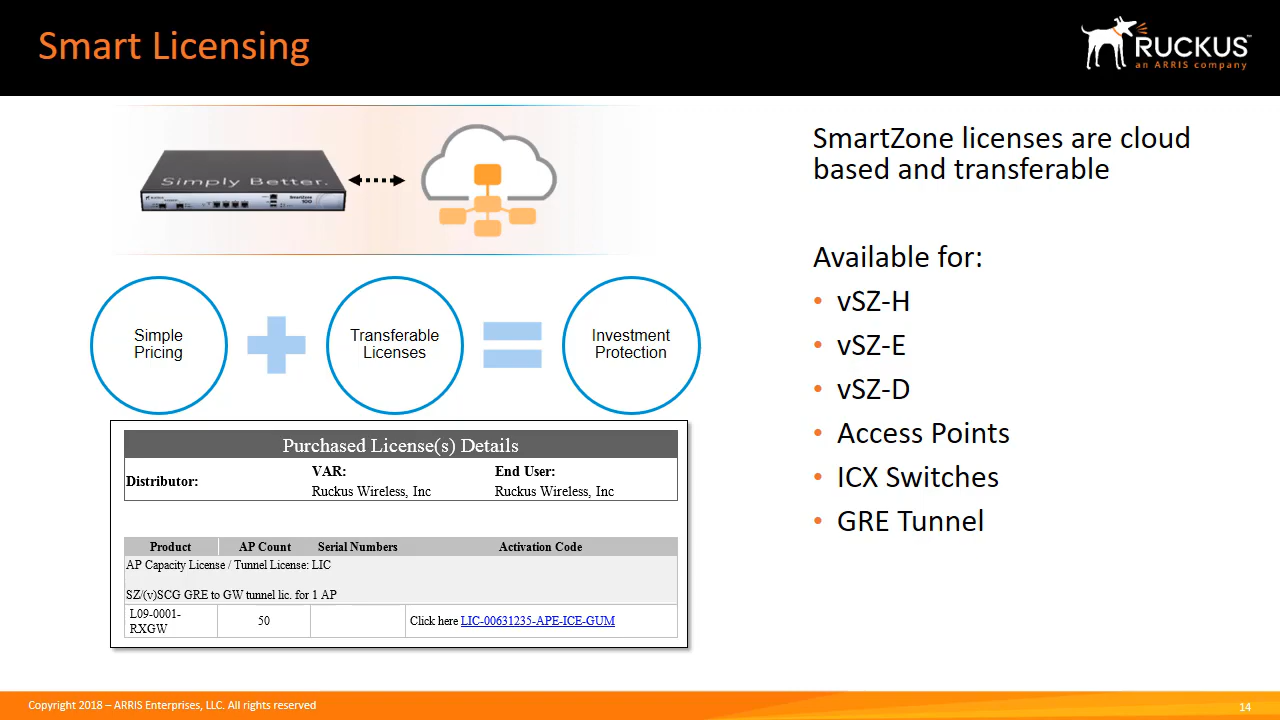 Smart Licensing
RUCKUS™
an ARRIS company
Simply Better.
SmartZone
100
SmartZone licenses are cloud
based and transferable
Available for:
• vSZ-H
• vSZ-E
• vSZ-D
• Access Points
• ICX Switches
• GRE Tunnel
Simple
Pricing
Transferable
Licenses
Investment
Protection
Purchased License(s) Details
Distributor:
VAR:
Ruckus Wireless, Inc
End User:
Ruckus Wireless, Inc
Product AP Count Serial Numbers Activation Code
AP Capacity License / Tunnel License: LIC
SZ/(v)SCG GRE to GW tunnel lic. for 1 AP
L09-0001-
RXGW
50
Click here LIC-00631235-APE-ICE-GUM
Copyright 2018 – ARRIS Enterprises, LLC. All rights reserved
14